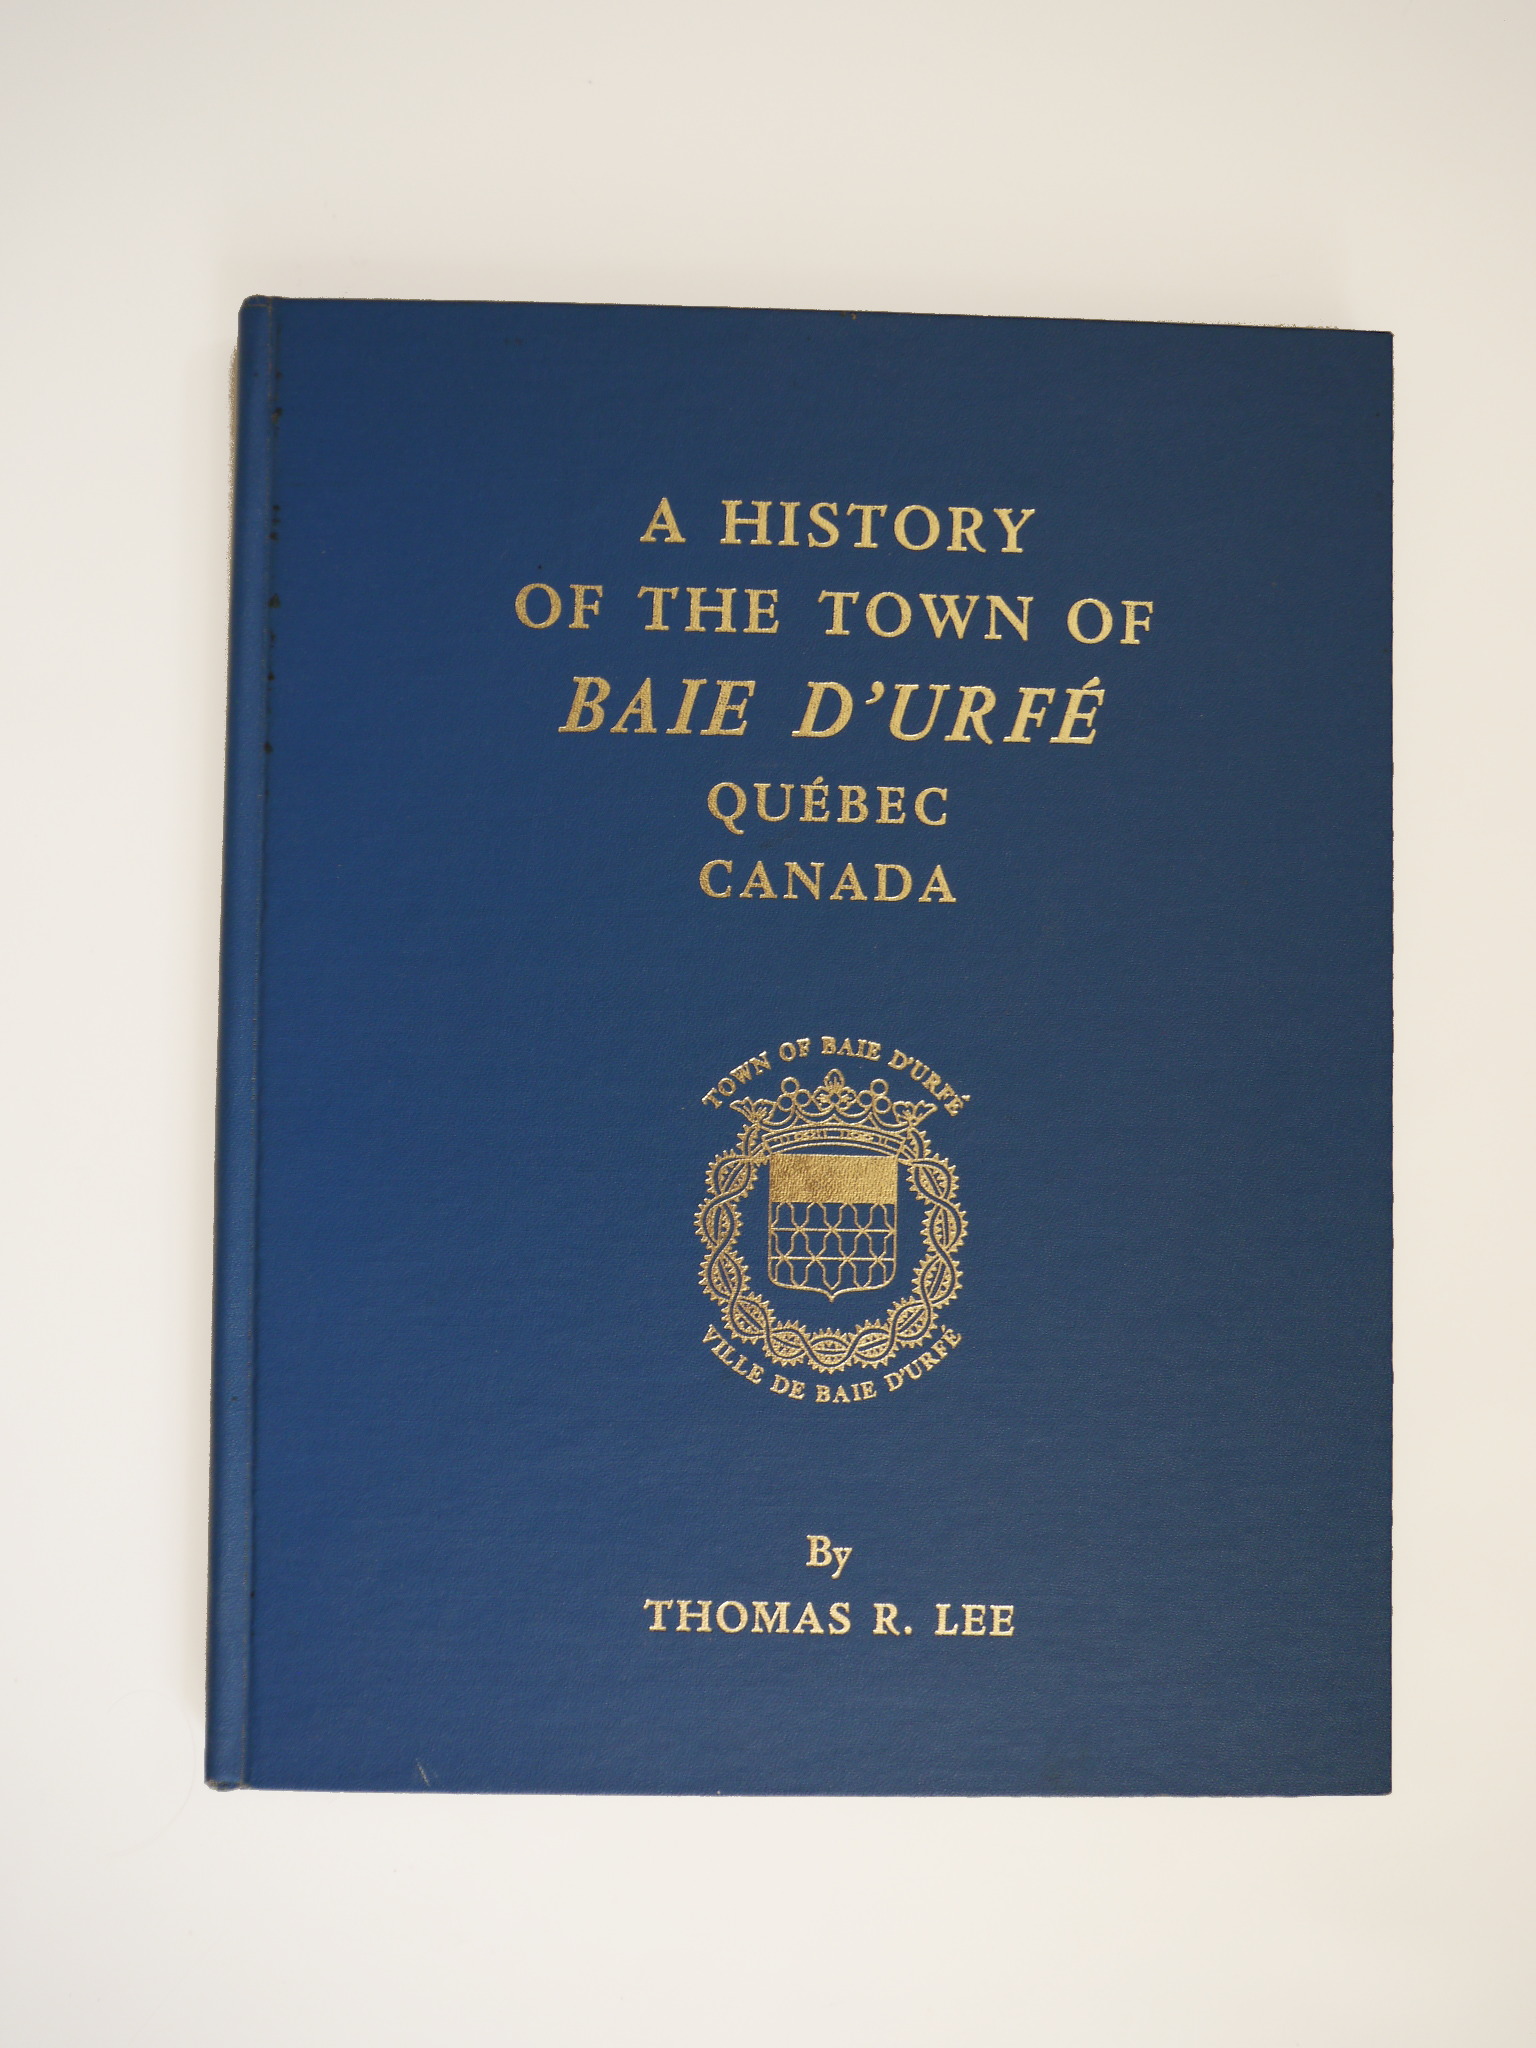 A HISTORY
OF THE TOWN OF
BAIE D'URFÉ
QUÉBEC
CANADA
TOWN OF BAIE D'URFÉ
VILLE DE BAIE D'URFÉ
By
THOMAS R. LEE